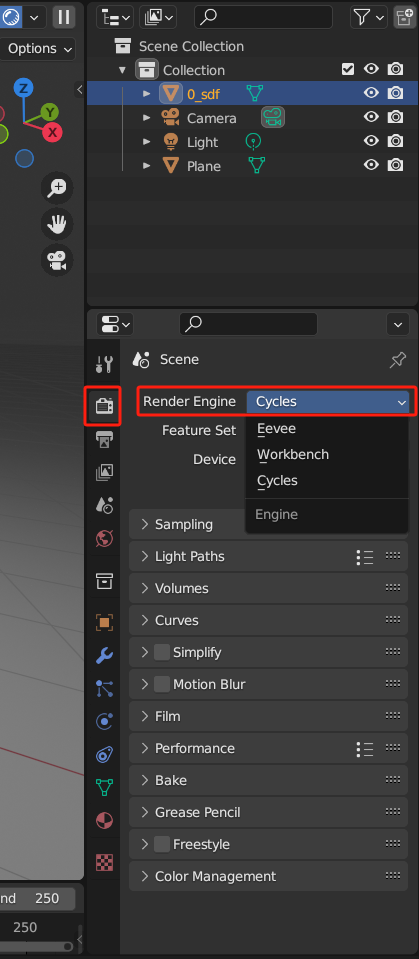 Options
Scene Collection
Collection
0_sdf
Camera
Light
Plane
Z
Y
X
Scene
Render Engine Cycles
Feature Set Eevee
Device Workbench
Cycles
Engine
Sampling
Light Paths
Volumes
Curves
Simplify
Motion Blur
Film
Performance
Bake
Grease Pencil
Freestyle
Color Management
nd 250
250